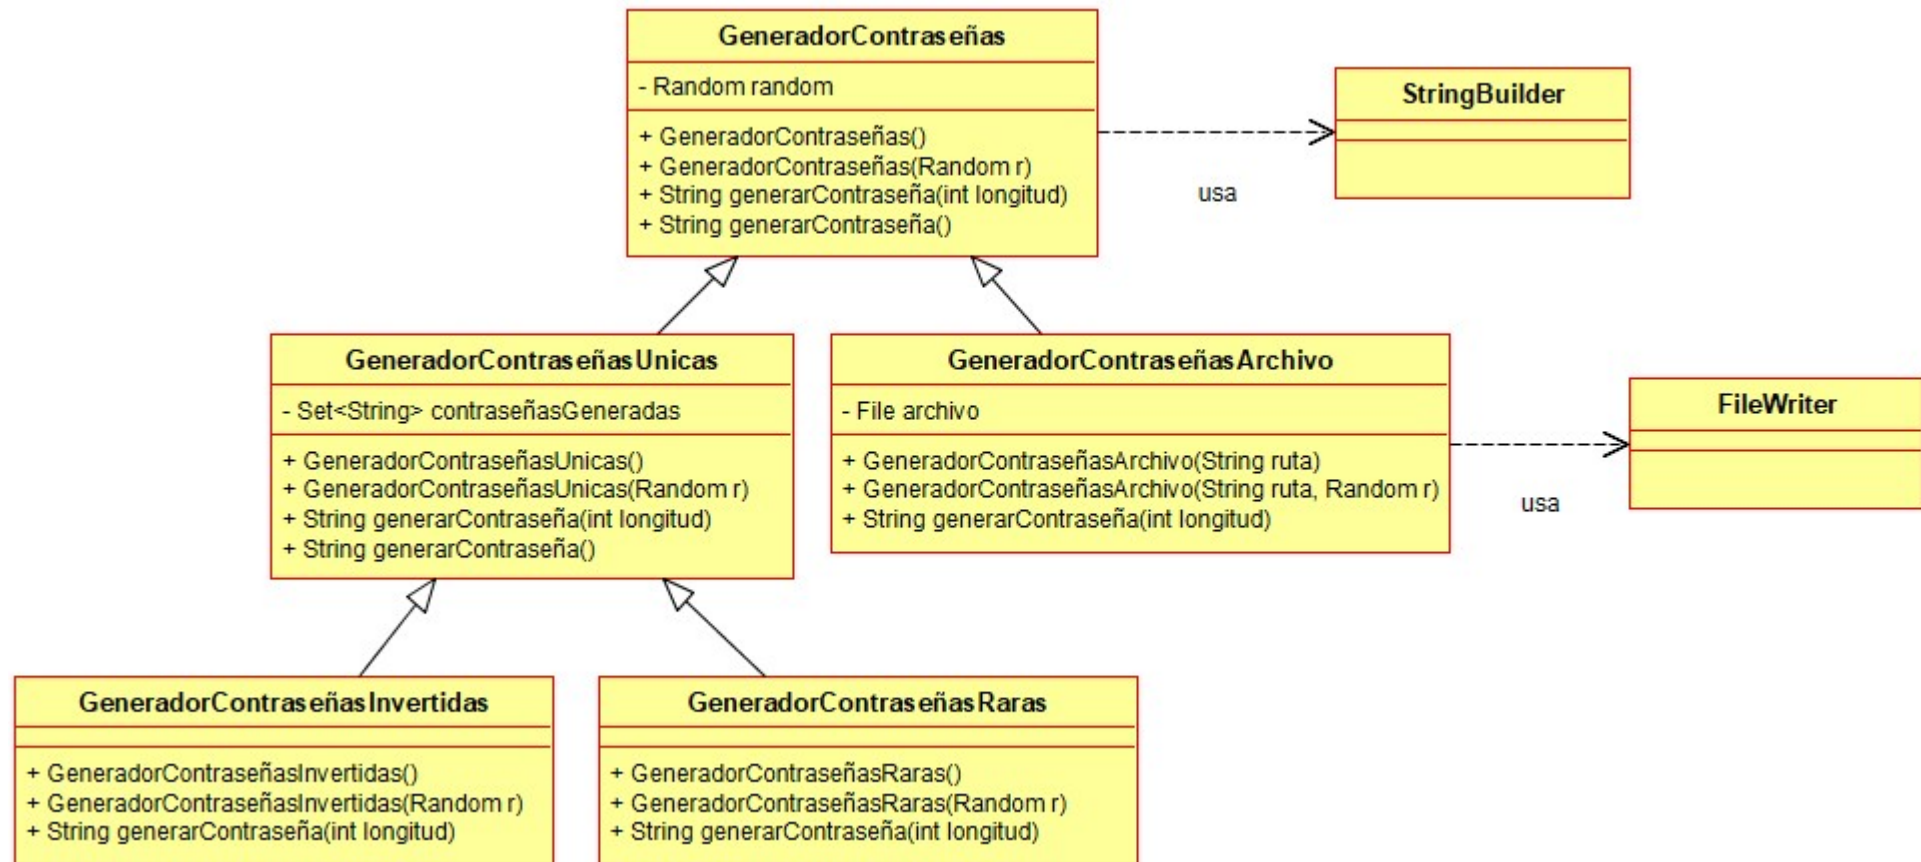 GeneradorContraseñas
- Random random
+ GeneradorContraseñas()
+ GeneradorContraseñas(Random r)
+ String generarContraseña(int longitud)
+ String generarContraseña()
StringBuilder
usa
GeneradorContraseñasUnicas
- Set<String> contraseñasGeneradas
+ GeneradorContraseñasUnicas()
+ GeneradorContraseñasUnicas(Random r)
+ String generarContraseña(int longitud)
+ String generarContraseña()
GeneradorContraseñasArchivo
- File archivo
+ GeneradorContraseñasArchivo(String ruta)
+ GeneradorContraseñasArchivo(String ruta, Random r)
+ String generarContraseña(int longitud)
FileWriter
usa
GeneradorContraseñasInvertidas
+ GeneradorContraseñasInvertidas()
+ GeneradorContraseñasInvertidas(Random r)
+ String generarContraseña(int longitud)
GeneradorContraseñasRaras
+ GeneradorContraseñasRaras()
+ GeneradorContraseñasRaras(Random r)
+ String generarContraseña(int longitud)